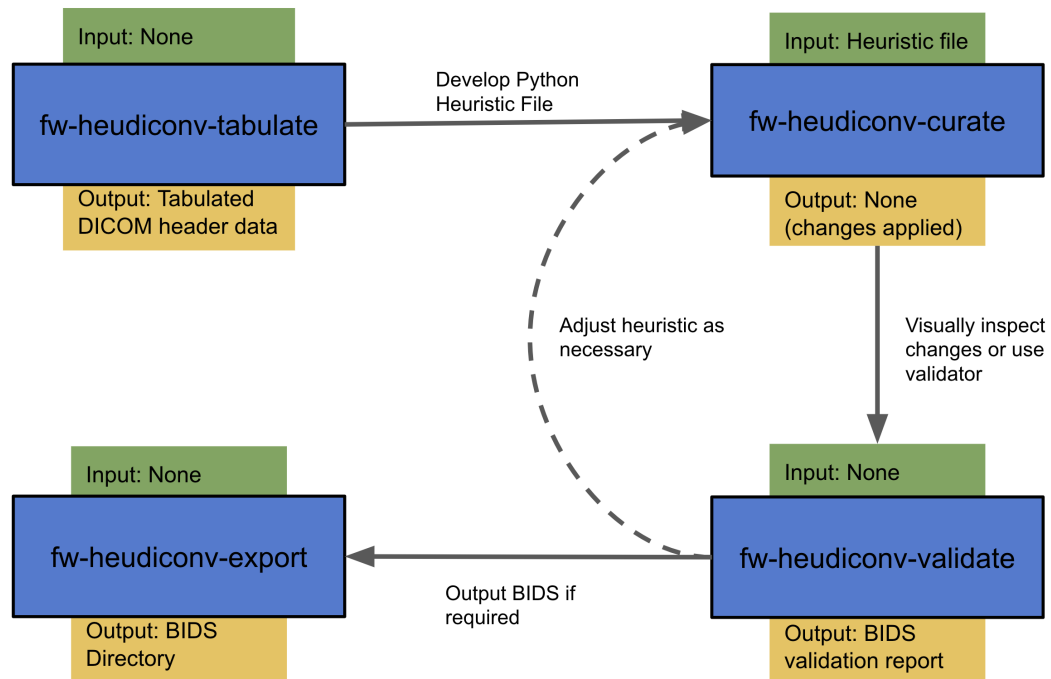 Input: None
fw-heudiconv-tabulate
Output: Tabulated
DICOM header data
Develop Python
Heuristic File
Input: Heuristic file
fw-heudiconv-curate
Output: None
(changes applied)
Adjust heuristic as
necessary
Visually inspect
changes or use
validator
Input: None
fw-heudiconv-export
Output: BIDS
Directory
Output BIDS if
required
Input: None
fw-heudiconv-validate
Output: BIDS
validation report